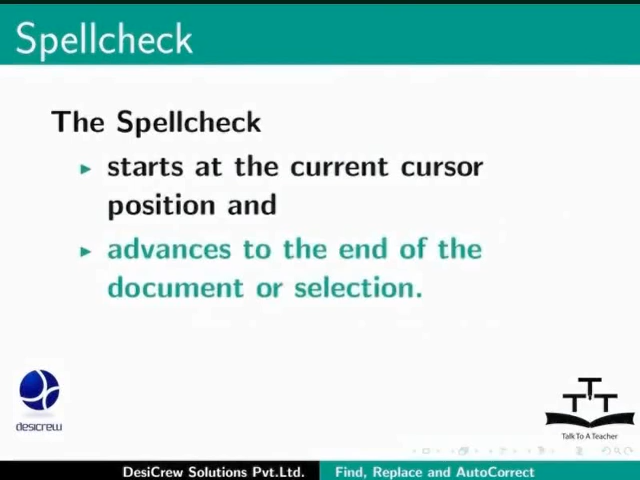 Spellcheck
The Spellcheck
starts at the current cursor
position and
advances to the end of the
document or selection.
desicrew
TTT
Talk To A Teacher
DesiCrew Solutions Pvt.Ltd. Find, Replace and AutoCorrect